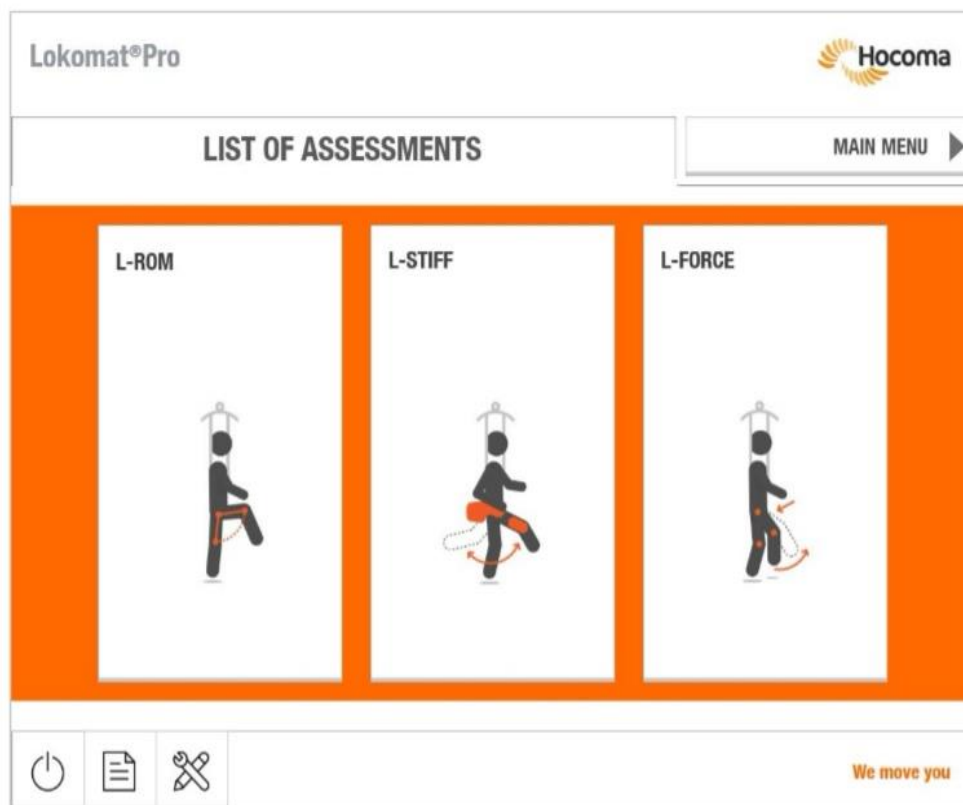 Lokomat®Pro
Hocoma
LIST OF ASSESSMENTS
MAIN MENU
L-ROM
L-STIFF
L-FORCE
We move you